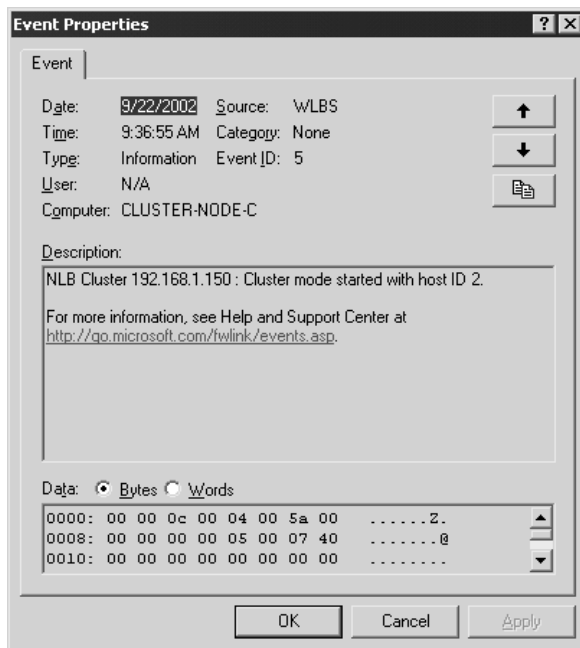 Event Properties
? X
Event
Date: 9/22/2002 Source: WLBS
Time: 9:36:55 AM Category: None
Type: Information Event ID: 5
User: N/A
Computer: CLUSTER-NODE-C
Description:
NLB Cluster 192.168.1.150 : Cluster mode started with host ID 2.
For more information, see Help and Support Center at
http://go.microsoft.com/fwlink/events.asp.
Data: Bytes Words
0000: 00 00 0c 00 04 00 5a 00 ......Z.
0008: 00 00 00 00 05 00 07 40 .......@
0010: 00 00 00 00 00 00 00 00 ........
OK Cancel Apply